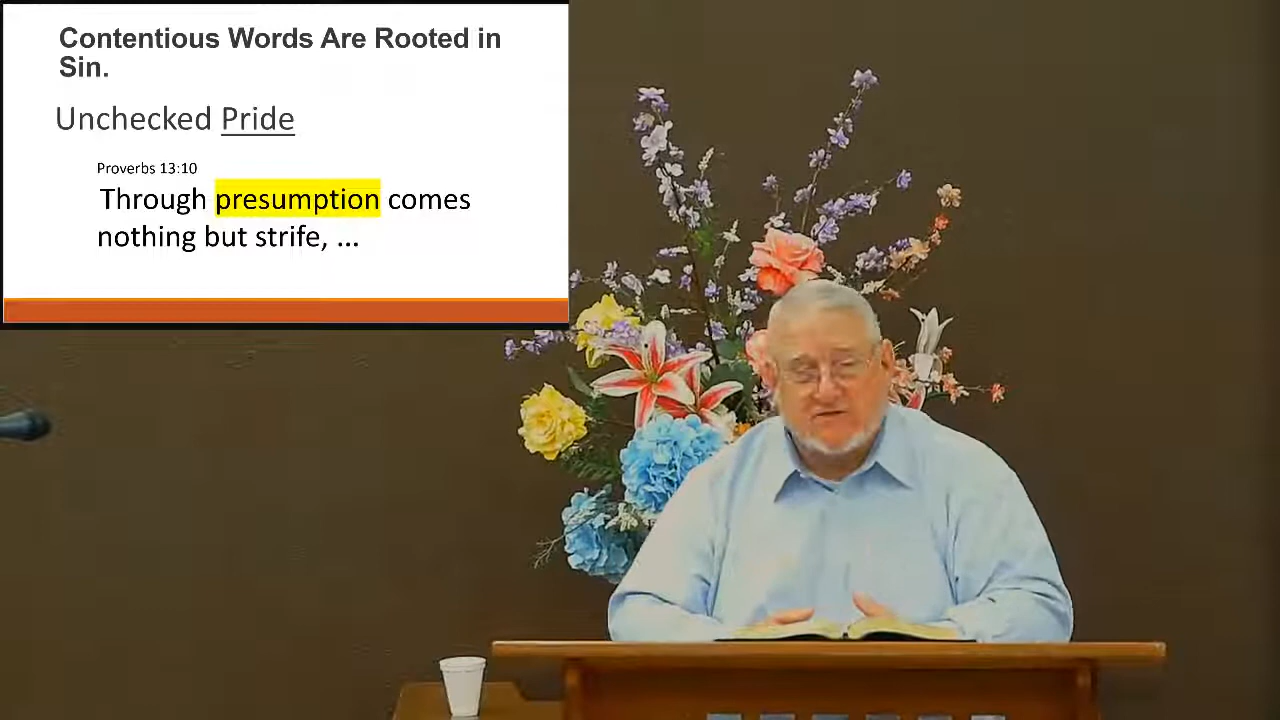 Contentious Words Are Rooted in
Sin.
Unchecked Pride
Proverbs 13:10
Through presumption comes
nothing but strife, ...